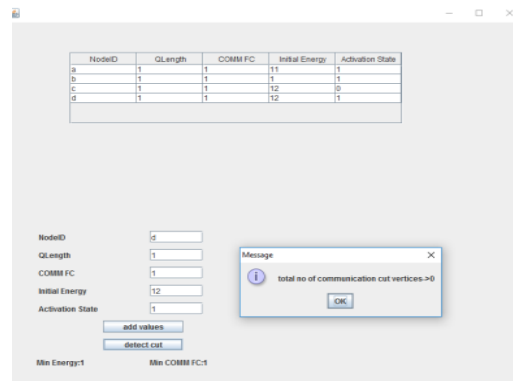 NodeID QLength COMM FC Initial Energy Activation State
a 1 1 11 1
b 1 1 1 1
c 1 1 12 0
d 1 1 12 1
NodeID d
QLength 1
COMM FC 1
Initial Energy 12
Activation State 1
add values
detect cut
Min Energy:1 Min COMM FC:1
Message
total no of communication cut vertices->0
OK